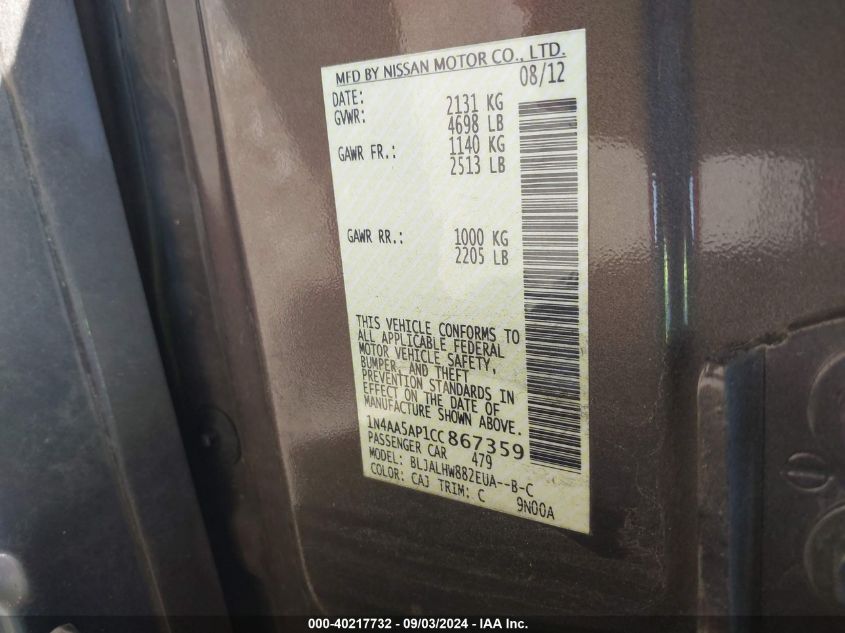 MFD BY NISSAN MOTOR CO., LTD.
DATE: 08/12
GVWR: 2131 KG
4698 LB
GAWR FR.: 1140 KG
2513 LB
GAWR RR.: 1000 KG
2205 LB
THIS VEHICLE CONFORMS TO
ALL APPLICABLE FEDERAL
MOTOR VEHICLE SAFETY,
BUMPER, AND THEFT
PREVENTION STANDARDS IN
EFFECT ON THE DATE OF
MANUFACTURE SHOWN ABOVE.
1N4AA5AP1CC 867359
PASSENGER CAR 479
MODEL: BLJALHW882EUA--B-C
COLOR: CAJ TRIM: C 9N00A
000-40217732 - 09/03/2024 - IAA Inc.